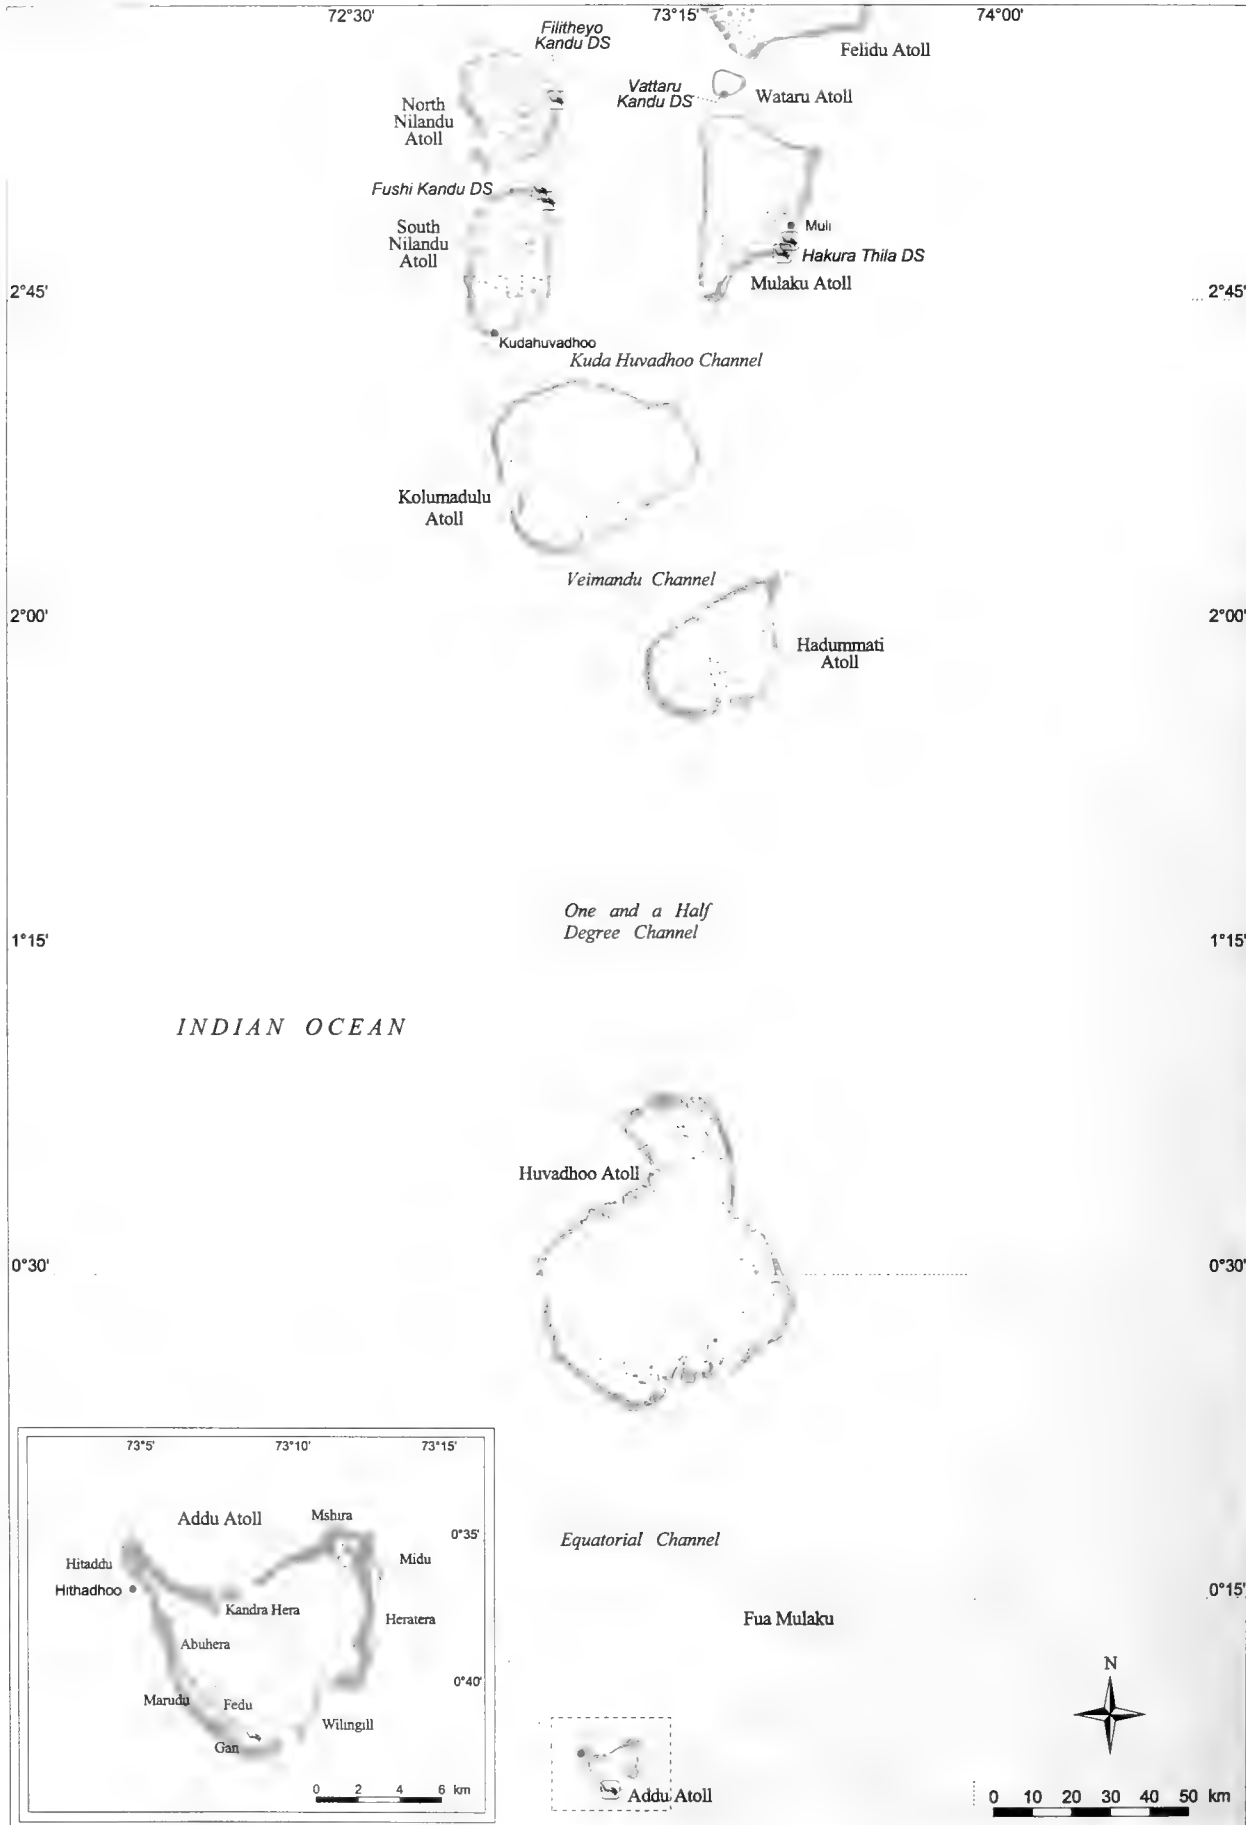 72°30'
73°15'
74°00'
Filitheyo
Kandu DS
Felidu Atoll
Vattaru
Kandu DS
Wataru Atoll
North
Nilandu
Atoll
Fushi Kandu DS
South
Nilandu
Atoll
Muli
Hakura Thila DS
Mulaku Atoll
2°45'
2°45'
Kudahuvadhoo
Kuda Huvadhoo Channel
Kolumadulu
Atoll
Veimandu Channel
2°00'
2°00'
Hadummati
Atoll
One and a Half
Degree Channel
1°15'
1°15'
INDIAN OCEAN
Huvadhoo Atoll
0°30'
0°30'
73°5'
73°10'
73°15'
Addu Atoll
Mshira
0°35'
Hitaddu
Midu
Hithadhoo
Kandra Hera
Heratera
Abuhera
0°40'
Marudu
Fedu
Wilingill
Gan
0 2 4 6 km
Equatorial Channel
0°15'
Fua Mulaku
N
Addu Atoll
0 10 20 30 40 50 km